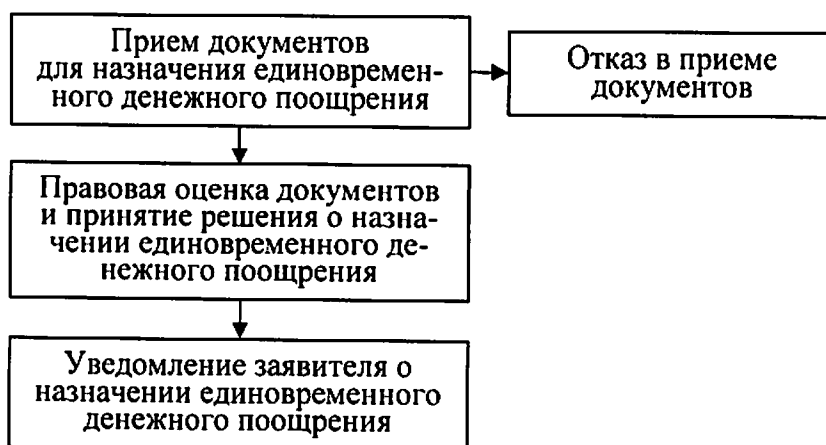 Прием документов
для назначения единовремен-
ного денежного поощрения
Отказ в приеме
документов
Правовая оценка документов
и принятие решения о назна-
чении единовременного де-
нежного поощрения
Уведомление заявителя о
назначении единовременного
денежного поощрения